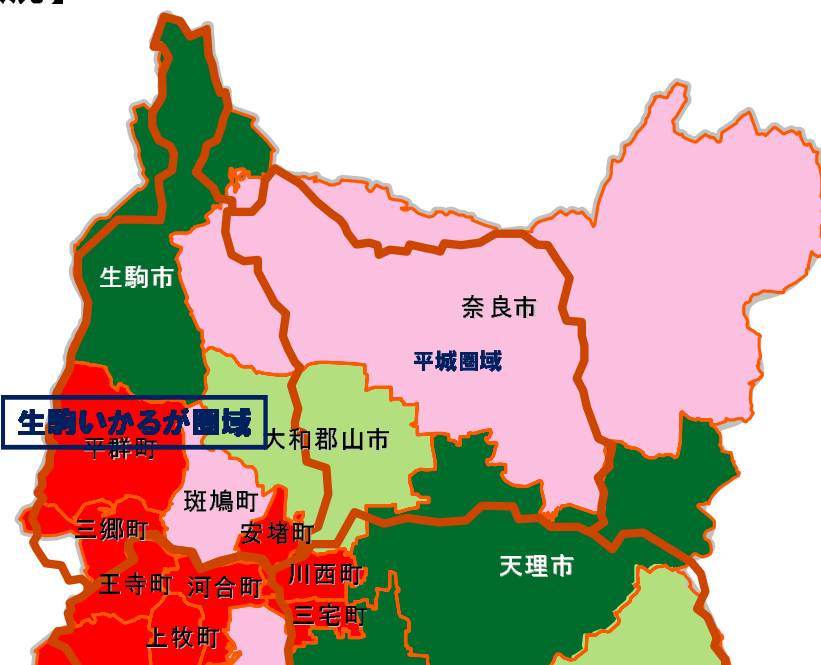 生駒市
奈良市
平城圏域
生駒いかるが圏域
大和郡山市
平群町
斑鳩町
三郷町
安堵町
天理市
川西町
王寺町
河合町
三宅町
上牧町